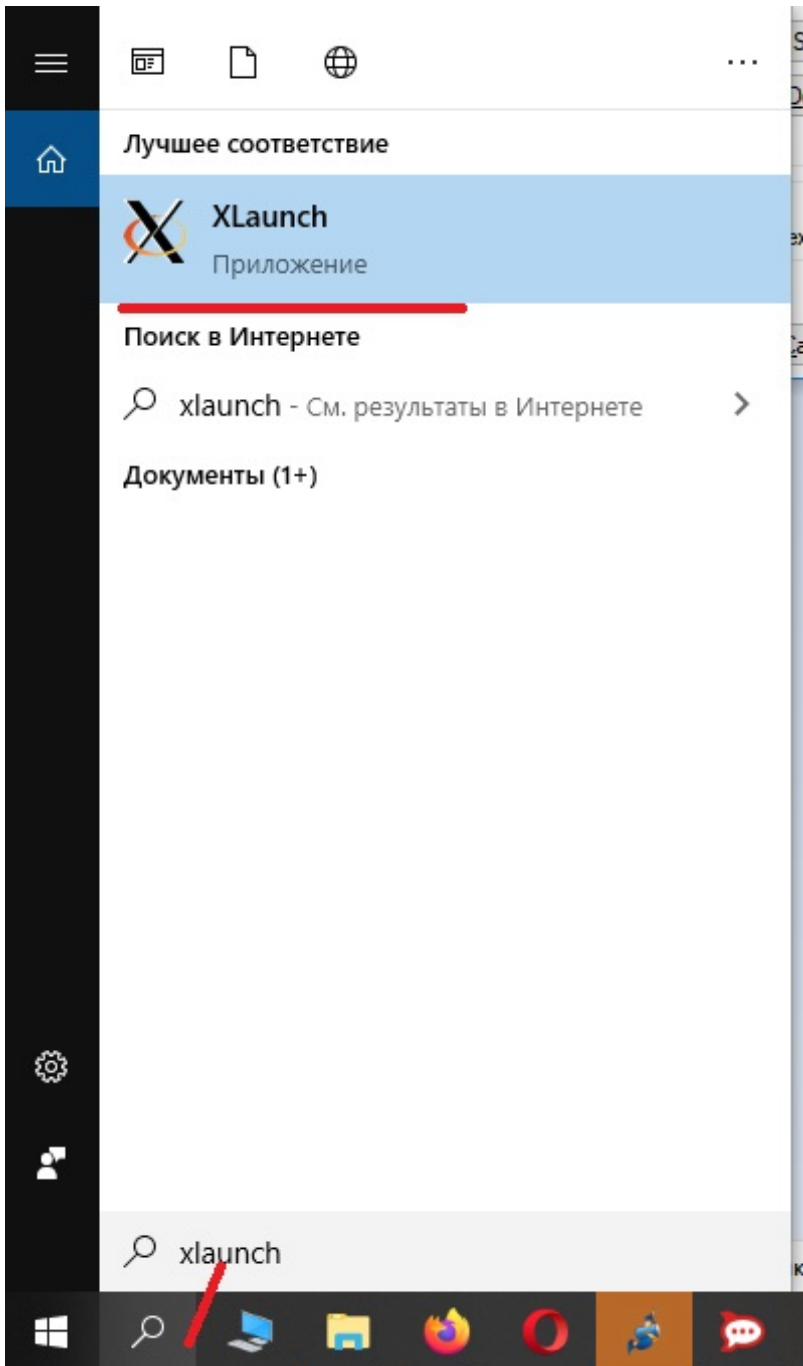 Лучшее соответствие
XLaunch
Приложение
Поиск в Интернете
xlaunch - См. результаты в Интернете
Документы (1+)
xlaunch